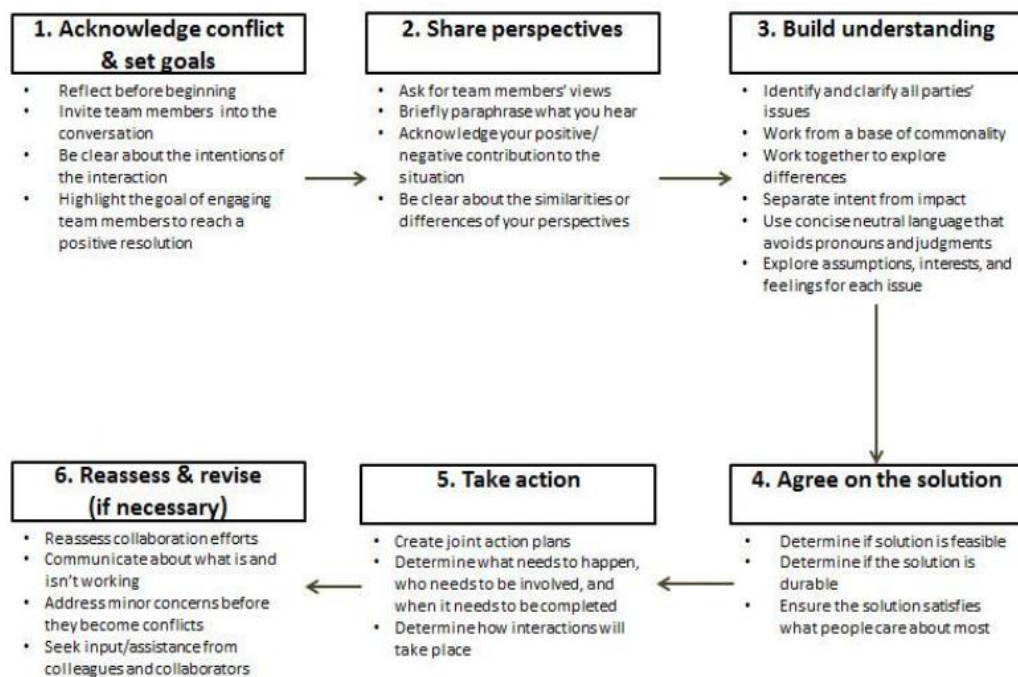 1. Acknowledge conflict
& set goals
• Reflect before beginning
• Invite team members into the
conversation
• Be clear about the intentions of
the interaction
• Highlight the goal of engaging
team members to reach a
positive resolution
2. Share perspectives
• Ask for team members' views
• Briefly paraphrase what you hear
• Acknowledge your positive/
negative contribution to the
situation
• Be clear about the similarities or
differences of your perspectives
3. Build understanding
• Identify and clarify all parties'
issues
• Work from a base of commonality
• Work together to explore
differences
• Separate intent from impact
• Use concise neutral language that
avoids pronouns and judgments
• Explore assumptions, interests, and
feelings for each issue
4. Agree on the solution
• Determine if solution is feasible
• Determine if the solution is
durable
• Ensure the solution satisfies
what people care about most
5. Take action
• Create joint action plans
• Determine what needs to happen,
who needs to be involved, and
when it needs to be completed
• Determine how interactions will
take place
6. Reassess & revise
(if necessary)
• Reassess collaboration efforts
• Communicate about what is and
isn't working
• Address minor concerns before
they become conflicts
• Seek input/assistance from
colleagues and collaborators